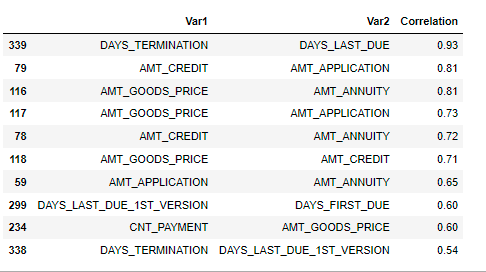 Var1 Var2 Correlation
339 DAYS_TERMINATION DAYS_LAST_DUE 0.93
79 AMT_CREDIT AMT_APPLICATION 0.81
116 AMT_GOODS_PRICE AMT_ANNUITY 0.81
117 AMT_GOODS_PRICE AMT_APPLICATION 0.73
78 AMT_CREDIT AMT_ANNUITY 0.72
118 AMT_GOODS_PRICE AMT_CREDIT 0.71
59 AMT_APPLICATION AMT_ANNUITY 0.65
299 DAYS_LAST_DUE_1ST_VERSION DAYS_FIRST_DUE 0.60
234 CNT_PAYMENT AMT_GOODS_PRICE 0.60
338 DAYS_TERMINATION DAYS_LAST_DUE_1ST_VERSION 0.54